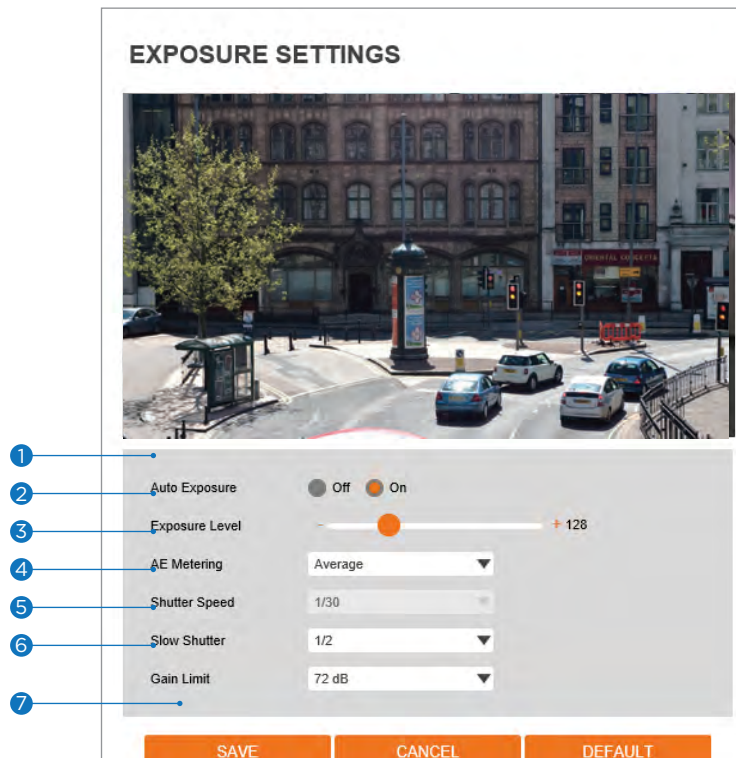 EXPOSURE SETTINGS
ORIENTAL
1
2 Auto Exposure Off On
3 Exposure Level - + 128
4 AE Metering Average
5 Shutter Speed 1/30
6 Slow Shutter 1/2
Gain Limit 72 dB
7
SAVE CANCEL DEFAULT